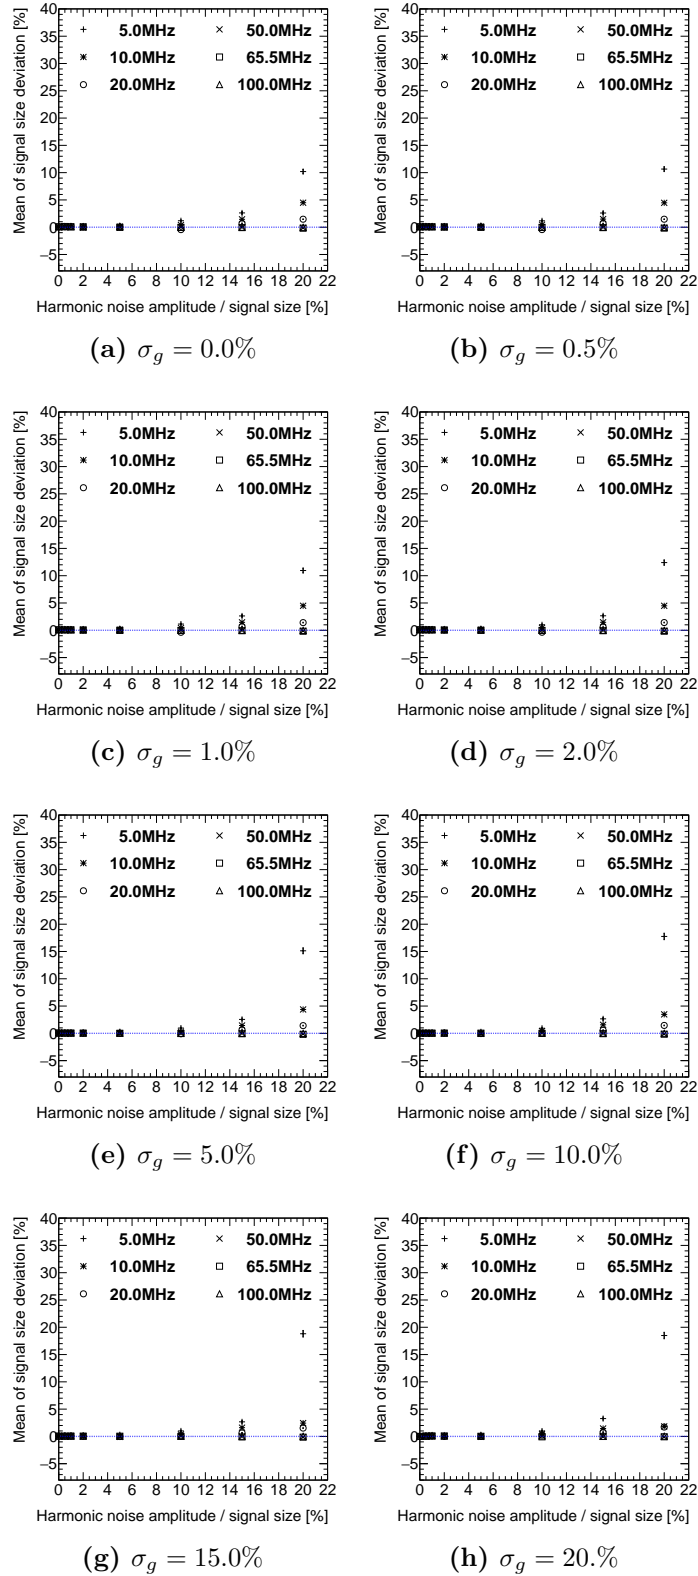 Mean of signal size deviation [%]
40
5.0MHz 50.0MHz
35
10.0MHz 65.5MHz
30
20.0MHz 100.0MHz
25
20
15
10
5
0
−5
0 2 4 6 8 10 12 14 16 18 20 22
Harmonic noise amplitude / signal size [%]
(a) σg = 0.0%
Mean of signal size deviation [%]
40
5.0MHz 50.0MHz
35
10.0MHz 65.5MHz
30
20.0MHz 100.0MHz
25
20
15
10
5
0
−5
0 2 4 6 8 10 12 14 16 18 20 22
Harmonic noise amplitude / signal size [%]
(b) σg = 0.5%
Mean of signal size deviation [%]
40
5.0MHz 50.0MHz
35
10.0MHz 65.5MHz
30
20.0MHz 100.0MHz
25
20
15
10
5
0
−5
0 2 4 6 8 10 12 14 16 18 20 22
Harmonic noise amplitude / signal size [%]
(c) σg = 1.0%
Mean of signal size deviation [%]
40
5.0MHz 50.0MHz
35
10.0MHz 65.5MHz
30
20.0MHz 100.0MHz
25
20
15
10
5
0
−5
0 2 4 6 8 10 12 14 16 18 20 22
Harmonic noise amplitude / signal size [%]
(d) σg = 2.0%
Mean of signal size deviation [%]
40
5.0MHz 50.0MHz
35
10.0MHz 65.5MHz
30
20.0MHz 100.0MHz
25
20
15
10
5
0
−5
0 2 4 6 8 10 12 14 16 18 20 22
Harmonic noise amplitude / signal size [%]
(e) σg = 5.0%
Mean of signal size deviation [%]
40
5.0MHz 50.0MHz
35
10.0MHz 65.5MHz
30
20.0MHz 100.0MHz
25
20
15
10
5
0
−5
0 2 4 6 8 10 12 14 16 18 20 22
Harmonic noise amplitude / signal size [%]
(f) σg = 10.0%
Mean of signal size deviation [%]
40
5.0MHz 50.0MHz
35
10.0MHz 65.5MHz
30
20.0MHz 100.0MHz
25
20
15
10
5
0
−5
0 2 4 6 8 10 12 14 16 18 20 22
Harmonic noise amplitude / signal size [%]
(g) σg = 15.0%
Mean of signal size deviation [%]
40
5.0MHz 50.0MHz
35
10.0MHz 65.5MHz
30
20.0MHz 100.0MHz
25
20
15
10
5
0
−5
0 2 4 6 8 10 12 14 16 18 20 22
Harmonic noise amplitude / signal size [%]
(h) σg = 20.%